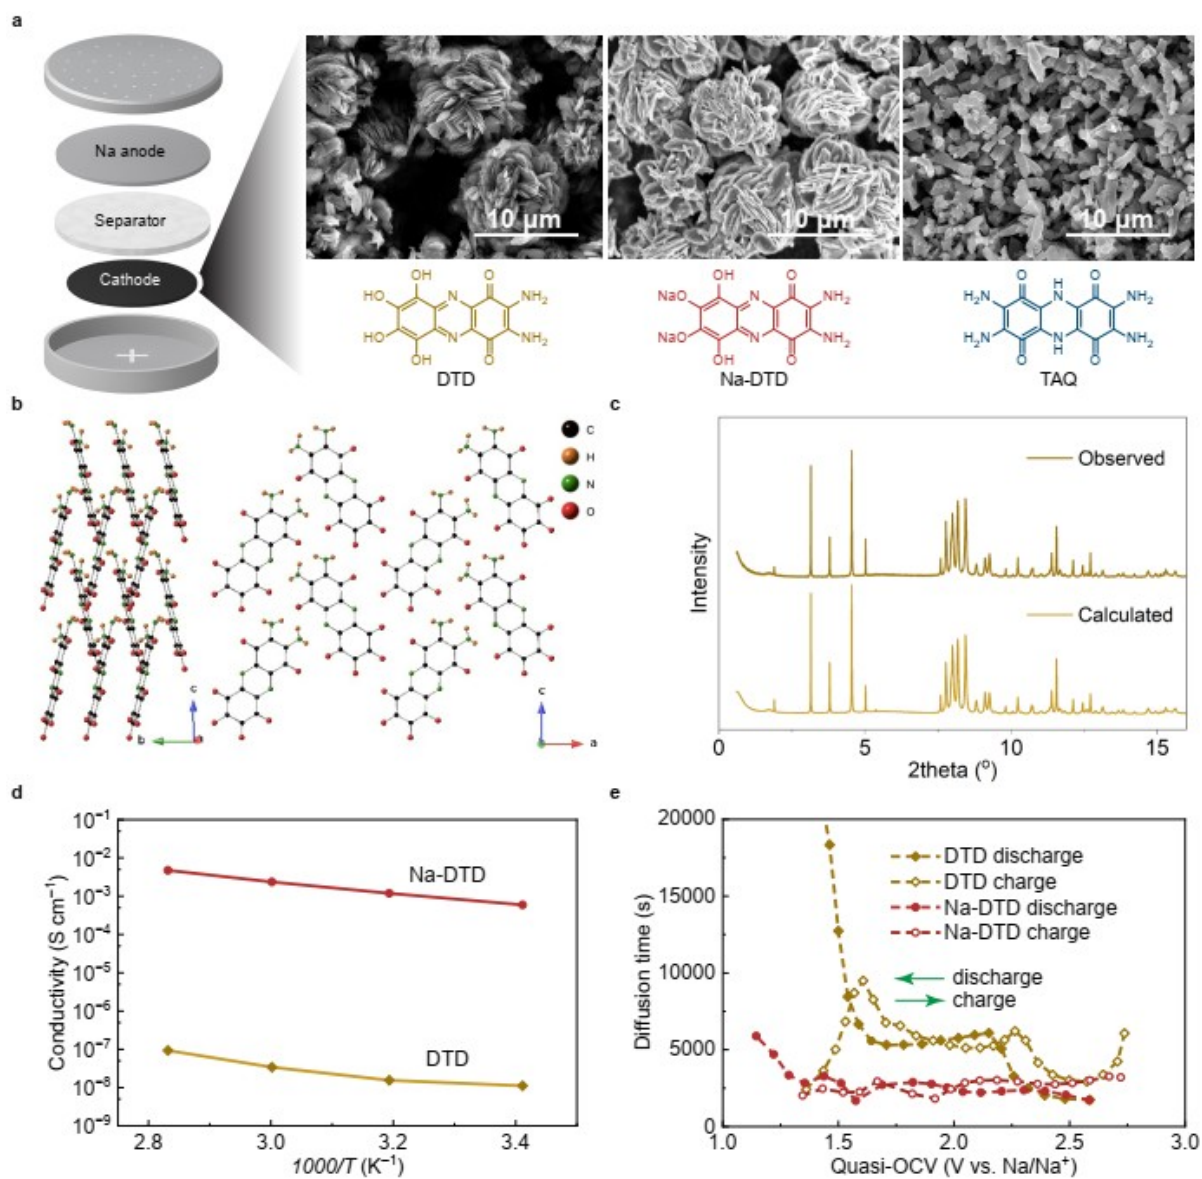 a
Na anode
Separator
Cathode
10 µm
10 µm
10 µm
OH
O
HO
N
NH₂
HO
N
NH₂
OH
O
DTD
OH
O
NaO
N
NH₂
NaO
N
NH₂
OH
O
Na-DTD
O
H
N
O
H₂N
NH₂
H₂N
NH₂
O
N
H
O
TAQ
b
C
H
N
O
c
b
a
c
a
c
Observed
Calculated
Intensity
0
5
10
15
2theta (°)
d
10⁻¹
10⁻²
10⁻³
10⁻⁴
10⁻⁵
10⁻⁶
10⁻⁷
10⁻⁸
10⁻⁹
Conductivity (S cm⁻¹)
Na-DTD
DTD
2.8
3.0
3.2
3.4
1000/T (K⁻¹)
e
20000
15000
10000
5000
0
Diffusion time (s)
DTD discharge
DTD charge
Na-DTD discharge
Na-DTD charge
discharge
charge
1.0
1.5
2.0
2.5
3.0
Quasi-OCV (V vs. Na/Na⁺)